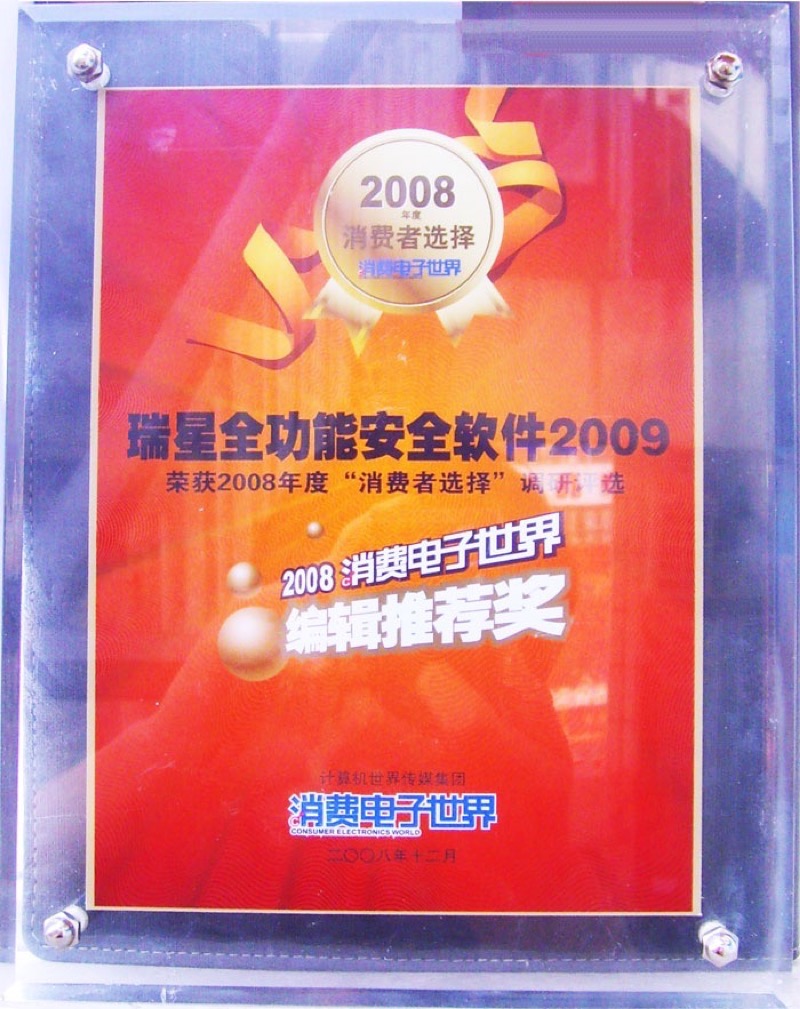 2008
年度
消费者选择
消费电子世界
瑞星全功能安全软件2009
荣获2008年度“消费者选择”调研评选
2008 消费电子世界
编辑推荐奖
计算机世界传媒集团
消费电子世界
CONSUMER ELECTRONICS WORLD
二〇〇八年十二月